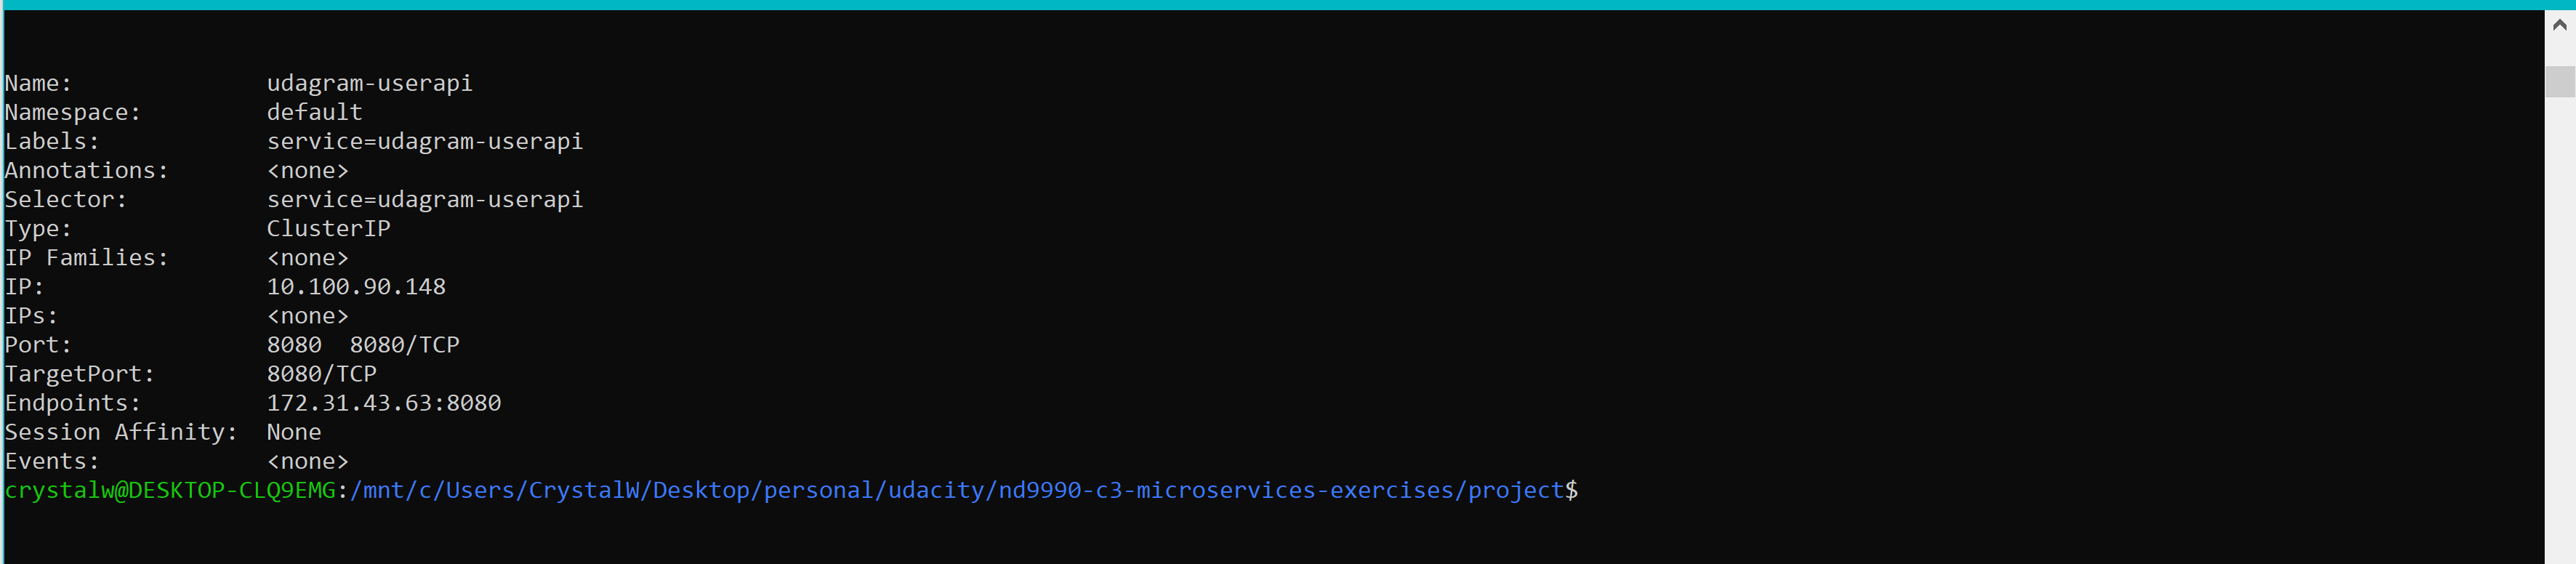 Name:              udagram-userapi
Namespace:         default
Labels:            service=udagram-userapi
Annotations:       <none>
Selector:          service=udagram-userapi
Type:              ClusterIP
IP Families:       <none>
IP:                10.100.90.148
IPs:               <none>
Port:              8080  8080/TCP
TargetPort:        8080/TCP
Endpoints:         172.31.43.63:8080
Session Affinity:  None
Events:            <none>
crystalw@DESKTOP-CLQ9EMG:/mnt/c/Users/CrystalW/Desktop/personal/udacity/nd9990-c3-microservices-exercises/project$